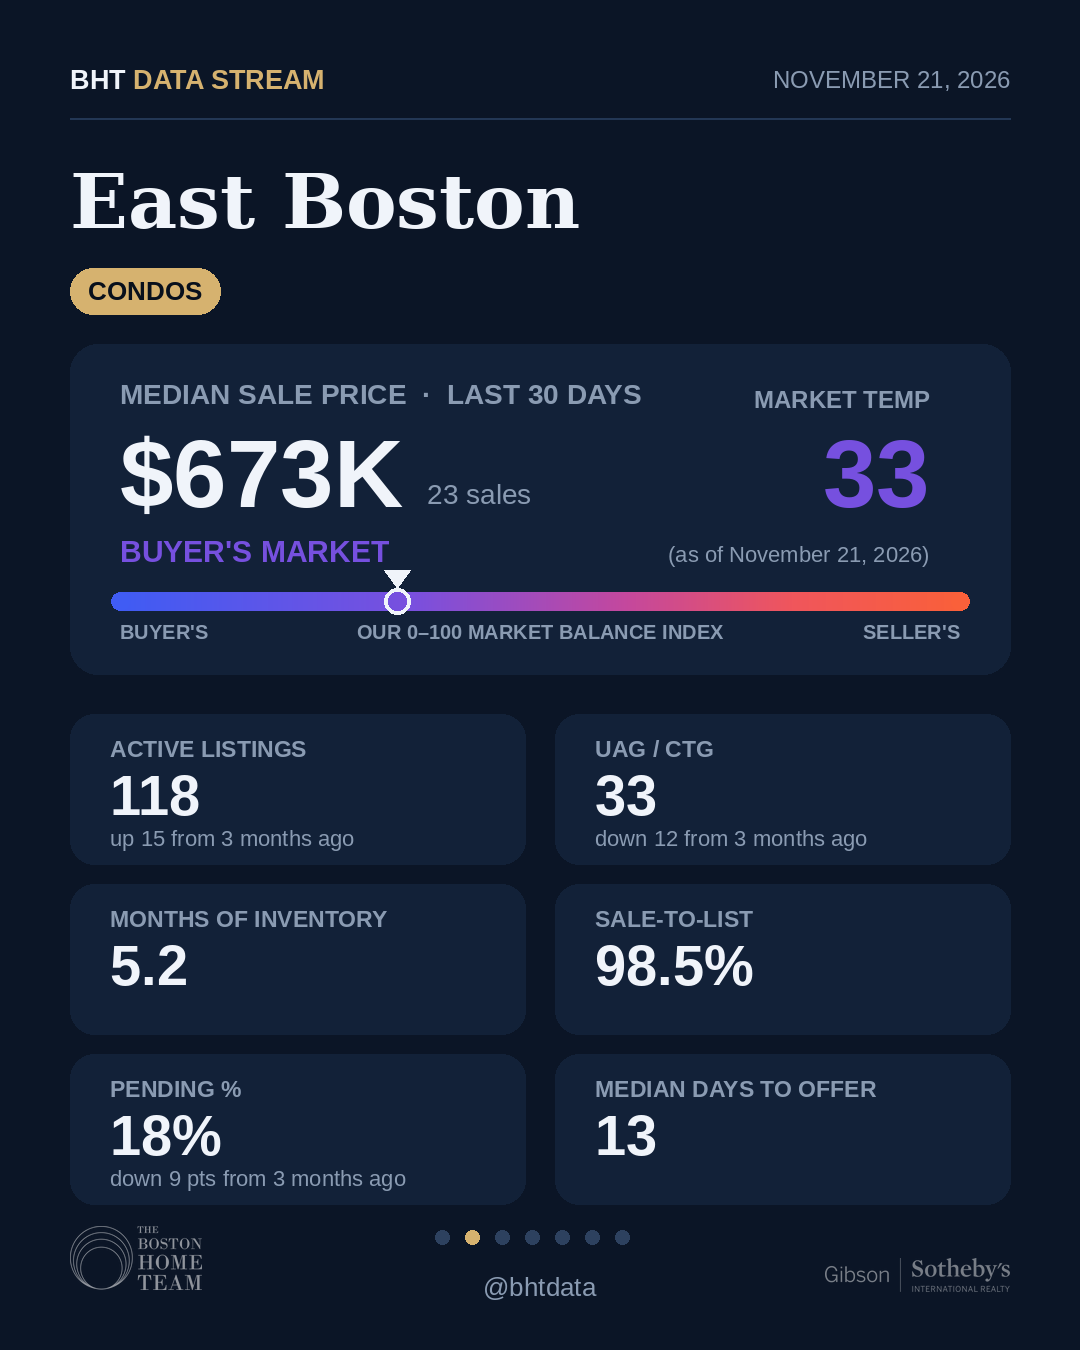 BHT DATA STREAM
NOVEMBER 21, 2026
East Boston
CONDOS
MEDIAN SALE PRICE · LAST 30 DAYS
MARKET TEMP
$673K 23 sales
33
BUYER'S MARKET
(as of November 21, 2026)
BUYER'S
OUR 0–100 MARKET BALANCE INDEX
SELLER'S
ACTIVE LISTINGS
118
up 15 from 3 months ago
UAG / CTG
33
down 12 from 3 months ago
MONTHS OF INVENTORY
5.2
SALE-TO-LIST
98.5%
PENDING %
18%
down 9 pts from 3 months ago
MEDIAN DAYS TO OFFER
13
THE
BOSTON
HOME
TEAM
@bhtdata
Gibson
Sotheby's
INTERNATIONAL REALTY